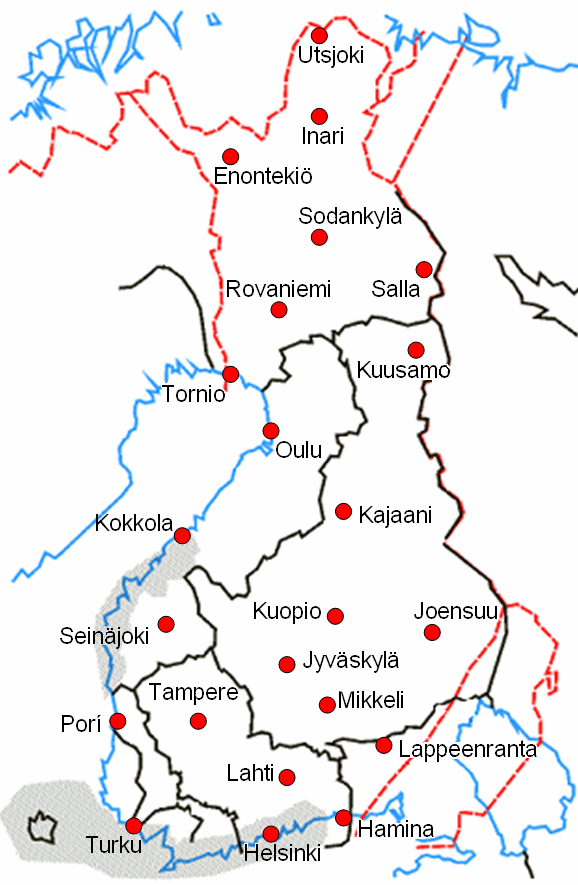 Utsjoki
Inari
Enontekiö
Sodankylä
Salla
Rovaniemi
Kuusamo
Tornio
Oulu
Kajaani
Kokkola
Kuopio
Joensuu
Seinäjoki
Jyväskylä
Tampere
Mikkeli
Pori
Lappeenranta
Lahti
Hamina
Turku
Helsinki